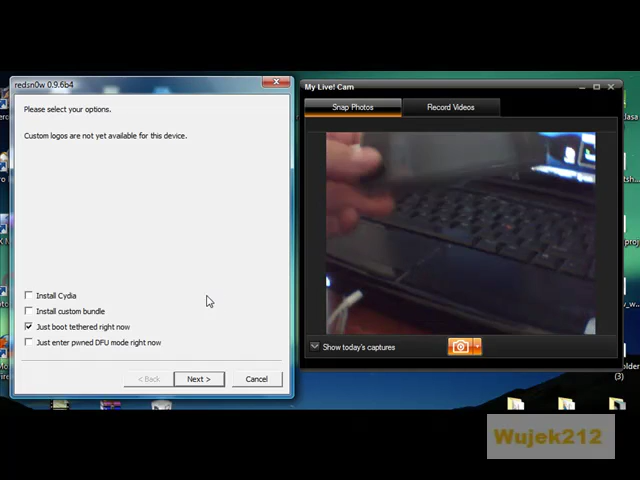 redsn0w 0.9.6b4
Please select your options.
Custom logos are not yet available for this device.
Install Cydia
Install custom bundle
Just boot tethered right now
Just enter pwned DFU mode right now
< Back
Next >
Cancel
My Live! Cam
Snap Photos
Record Videos
Show today's captures
(3)
Wujek212